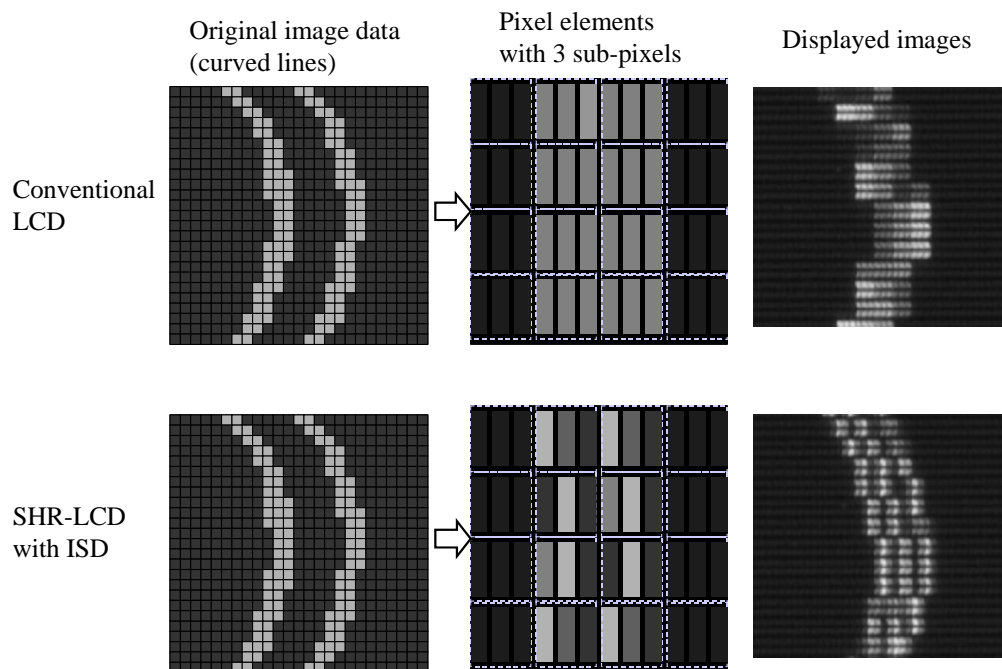 Original image data
(curved lines)
Pixel elements
with 3 sub-pixels
Displayed images
Conventional
LCD
SHR-LCD
with ISD